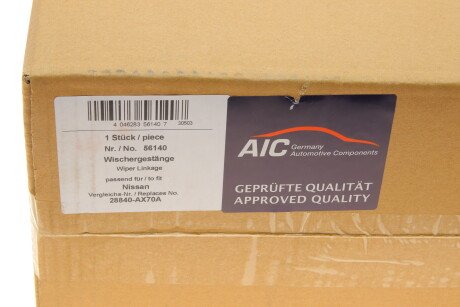 4 046283 56140 7 30503
1 Stück / piece
Nr. / No. 56140
Wischergestänge
Wiper Linkage
passend für / to fit
Nissan
Vergleichs-Nr. / Replaces No.
28840-AX70A
AIC Germany
Automotive Components
GEPRÜFTE QUALITÄT
APPROVED QUALITY